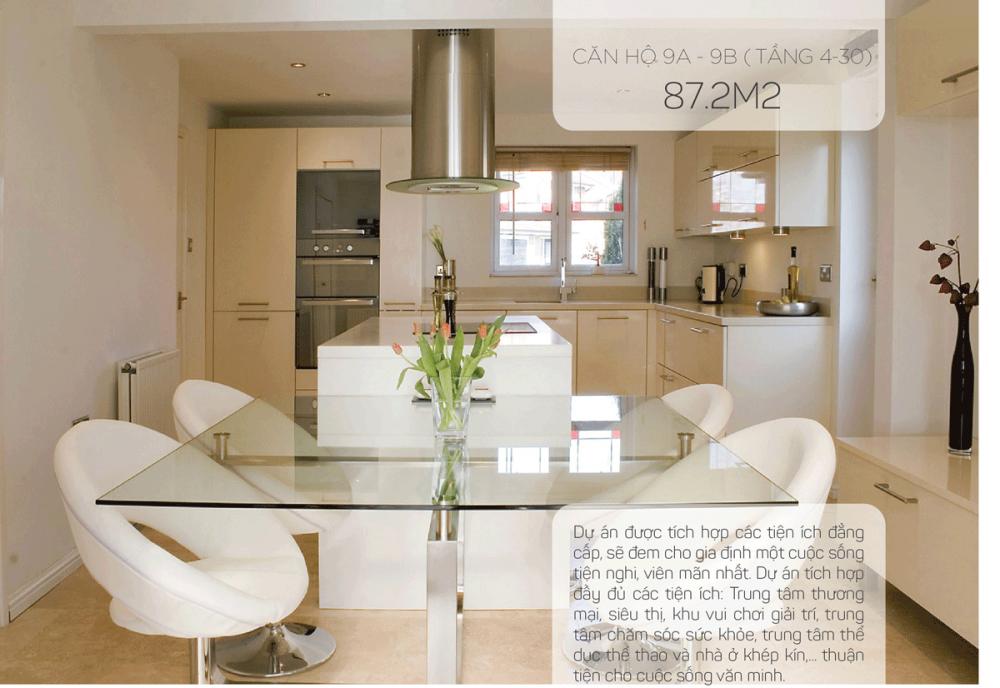 CĂN HỘ 9A - 9B ( TẦNG 4-30)
87.2M2
Dự án được tích hợp các tiện ích đẳng
cấp, sẽ đem cho gia định một cuộc sống
tiện nghi, viên mãn nhất. Dự án tích hợp
đầy đủ các tiện ích: Trung tâm thương
mại, siêu thị, khu vui chơi giải trí, trung
tâm chăm sóc sức khỏe, trung tâm thể
dục thể thao và nhà ở khép kín,... thuận
tiện cho cuộc sống văn minh.